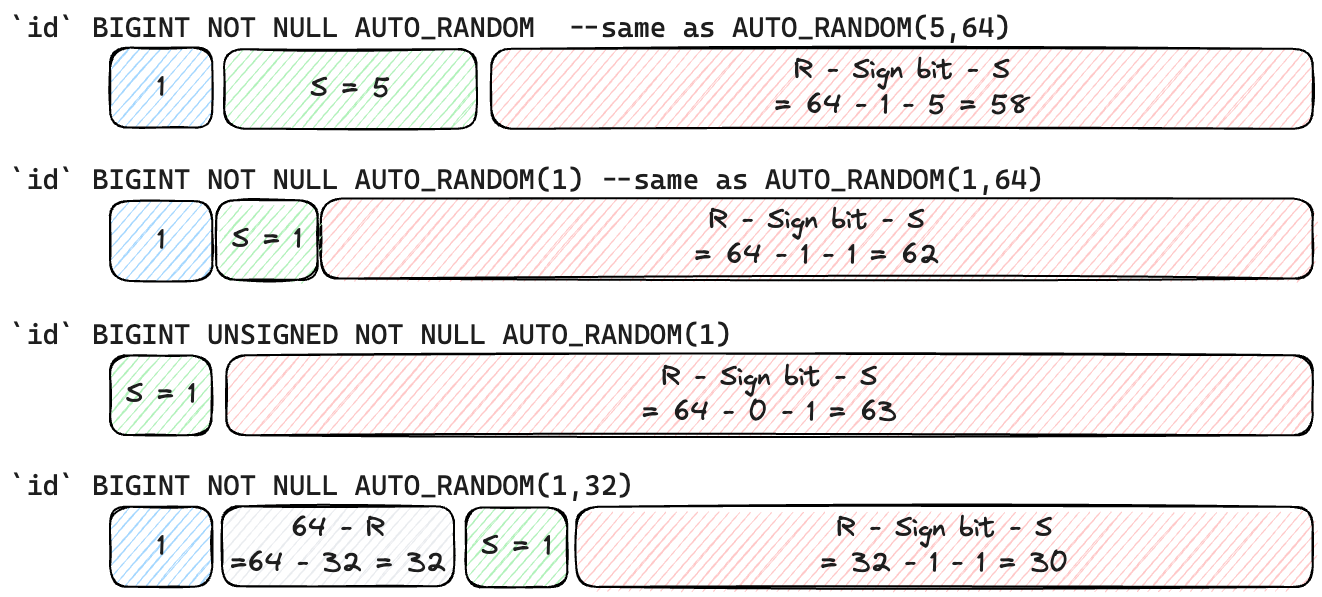 `id` BIGINT NOT NULL AUTO_RANDOM  --same as AUTO_RANDOM(5,64)
1
S = 5
R - Sign bit - S
= 64 - 1 - 5 = 58
`id` BIGINT NOT NULL AUTO_RANDOM(1) --same as AUTO_RANDOM(1,64)
1
S = 1
R - Sign bit - S
= 64 - 1 - 1 = 62
`id` BIGINT UNSIGNED NOT NULL AUTO_RANDOM(1)
S = 1
R - Sign bit - S
= 64 - 0 - 1 = 63
`id` BIGINT NOT NULL AUTO_RANDOM(1,32)
1
64 - R
=64 - 32 = 32
S = 1
R - Sign bit - S
= 32 - 1 - 1 = 30